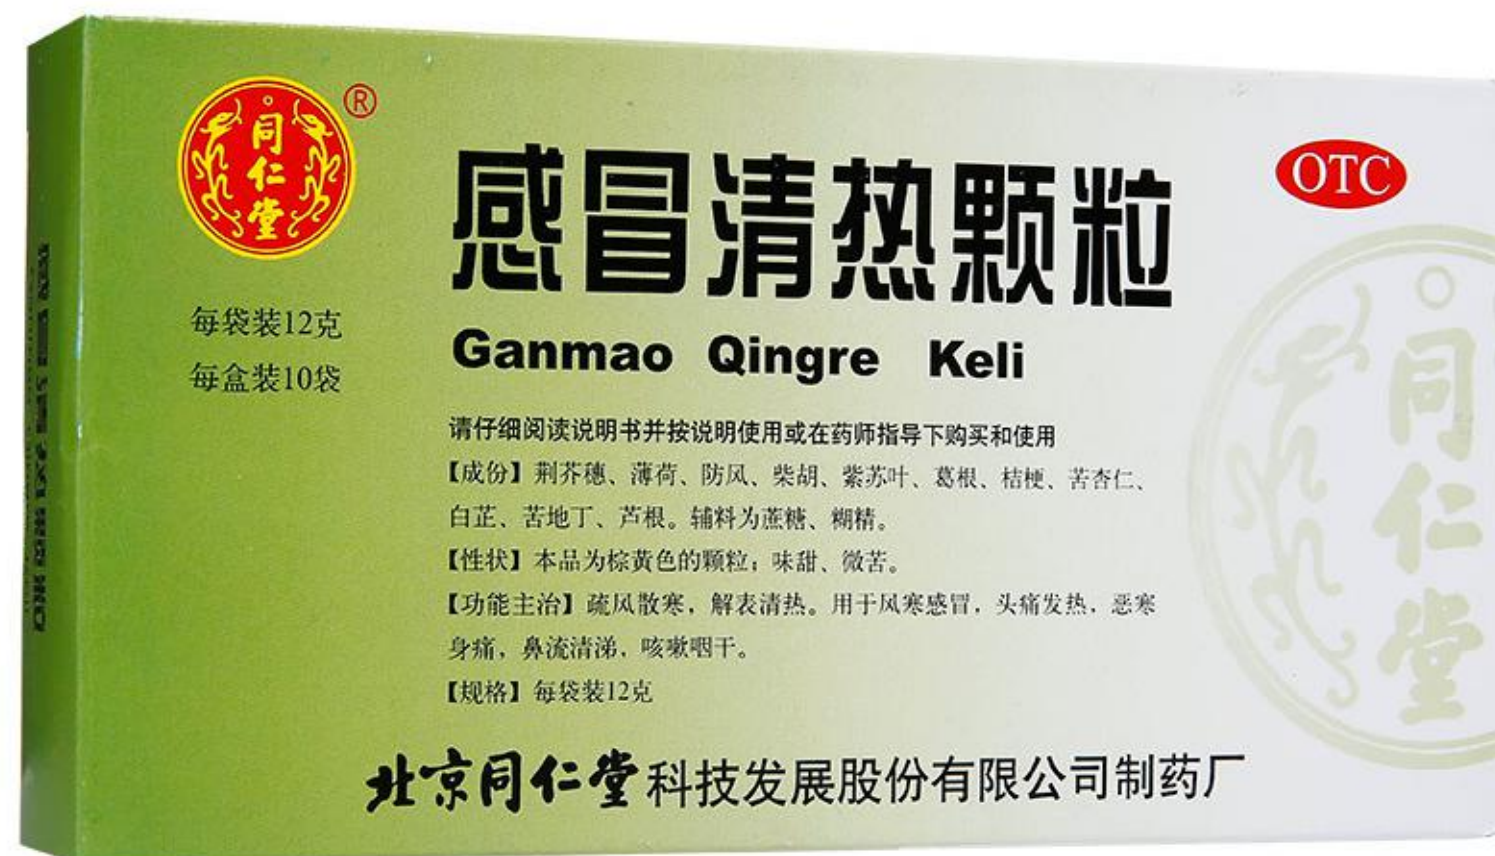 同仁堂
®
OTC
感冒清热颗粒
Ganmao Qingre Keli
每袋装12克
每盒装10袋
请仔细阅读说明书并按说明使用或在药师指导下购买和使用
【成份】荆芥穗、薄荷、防风、柴胡、紫苏叶、葛根、桔梗、苦杏仁、
白芷、苦地丁、芦根。辅料为蔗糖、糊精。
【性状】本品为棕黄色的颗粒;味甜、微苦。
【功能主治】疏风散寒,解表清热。用于风寒感冒,头痛发热,恶寒
身痛,鼻流清涕,咳嗽咽干。
【规格】每袋装12克
北京同仁堂科技发展股份有限公司制药厂
同仁堂